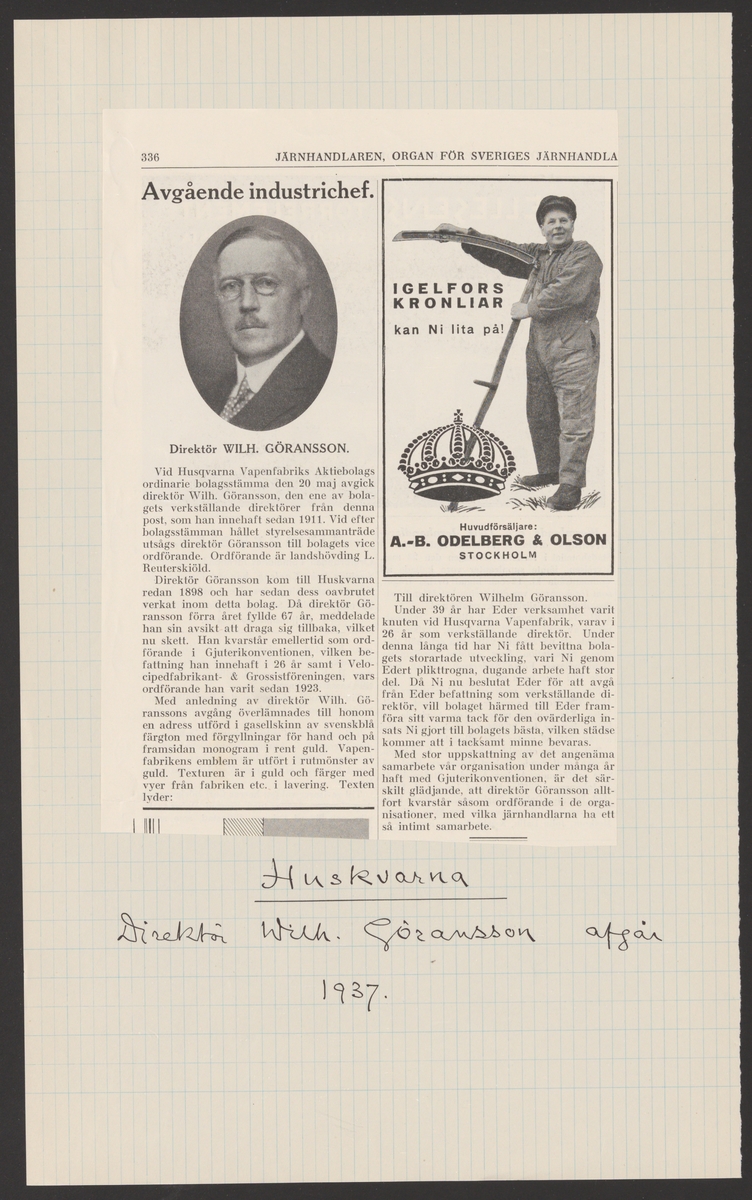 336
JÄRNHANDLAREN, ORGAN FÖR SVERIGES JÄRNHANDLA
Avgående industrichef.
Direktör WILH. GÖRANSSON.
Vid Husqvarna Vapenfabriks Aktiebolags
ordinarie bolagsstämma den 20 maj avgick
direktör Wilh. Göransson, den ene av bola-
gets verkställande direktörer från denna
post, som han innehaft sedan 1911. Vid efter
bolagsstämman hållet styrelsesammanträde
utsågs direktör Göransson till bolagets vice
ordförande. Ordförande är landshövding L.
Reuterskiöld.
Direktör Göransson kom till Huskvarna
redan 1898 och har sedan dess oavbrutet
verkat inom detta bolag. Då direktör Gö-
ransson förra året fyllde 67 år, meddelade
han sin avsikt att draga sig tillbaka, vilket
nu skett. Han kvarstår emellertid som ord-
förande i Gjuterikonventionen, vilken be-
fattning han innehaft i 26 år samt i Velo-
cipedfabrikant- & Grossistföreningen, vars
ordförande han varit sedan 1923.
Med anledning av direktör Wilh. Gö-
ranssons avgång överlämnades till honom
en adress utförd i gasellskinn av svenskblå
färgton med förgyllningar för hand och på
framsidan monogram i rent guld. Vapen-
fabrikens emblem är utfört i rutmönster av
guld. Texturen är i guld och färger med
vyer från fabriken etc. i lavering. Texten
lyder:
IGELFORS
KRONLIAR
kan Ni lita på!
Huvudförsäljare:
A.-B. ODELBERG & OLSON
STOCKHOLM
Till direktören Wilhelm Göransson.
Under 39 år har Eder verksamhet varit
knuten vid Husqvarna Vapenfabrik, varav i
26 år som verkställande direktör. Under
denna långa tid har Ni fått bevittna bola-
gets storartade utveckling, vari Ni genom
Edert plikttrogna, dugande arbete haft stor
del. Då Ni nu beslutat Eder för att avgå
från Eder befattning som verkställande di-
rektör, vill bolaget härmed till Eder fram-
föra sitt varma tack för den ovärderliga in-
sats Ni gjort till bolagets bästa, vilken städse
kommer att i tacksamt minne bevaras.
Med stor uppskattning av det angenäma
samarbete vår organisation under många år
haft med Gjuterikonventionen, är det sär-
skilt glädjande, att direktör Göransson allt-
fort kvarstår såsom ordförande i de orga-
nisationer, med vilka järnhandlarna ha ett
så intimt samarbete.
Huskvarna
Direktör Wilh. Göransson afgår
1937.